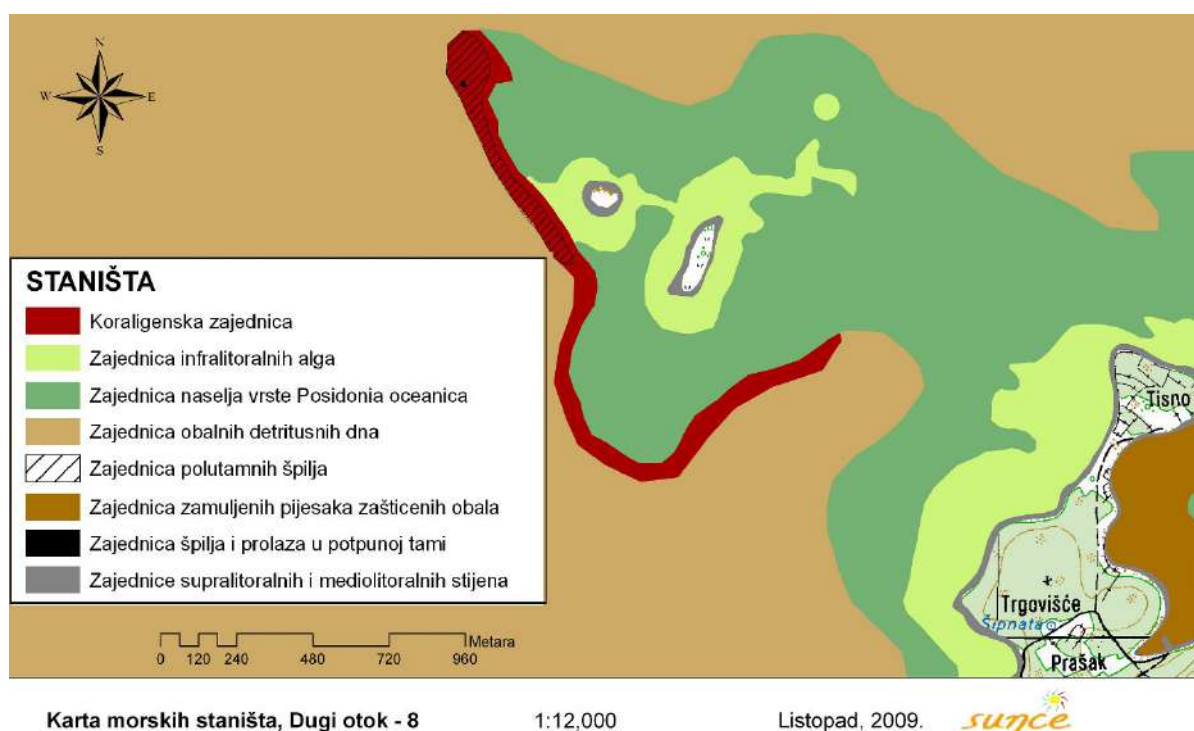 N
W E
S
STANIŠTA
Koraligenska zajednica
Zajednica infralitoralnih alga
Zajednica naselja vrste Posidonia oceanica
Zajednica obalnih detritusnih dna
Zajednica polutamnih špilja
Zajednica zamuljenih pijesaka zašticenih obala
Zajednica špilja i prolaza u potpunoj tami
Zajednice supralitoralnih i mediolitoralnih stijena
Tisno
Trgovišće
Šipnata
Prašak
Metara
0 120 240 480 720 960
Karta morskih staništa, Dugi otok - 8 1:12,000 Listopad, 2009. sunce